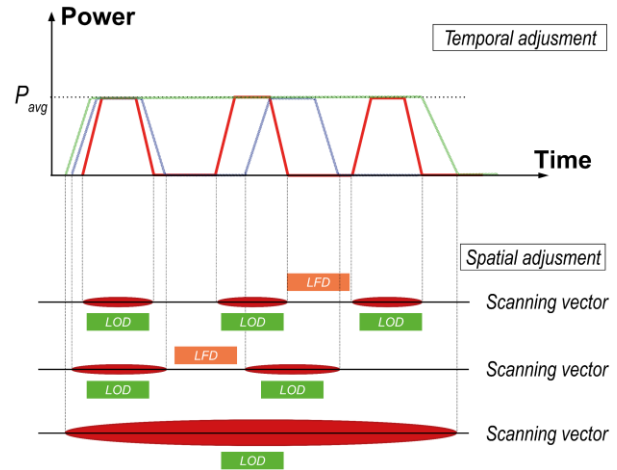 Power
Temporal adjusment
P avg
Time
Spatial adjusment
LFD
Scanning vector
LOD LOD LOD
LFD
Scanning vector
LOD LOD
Scanning vector
LOD